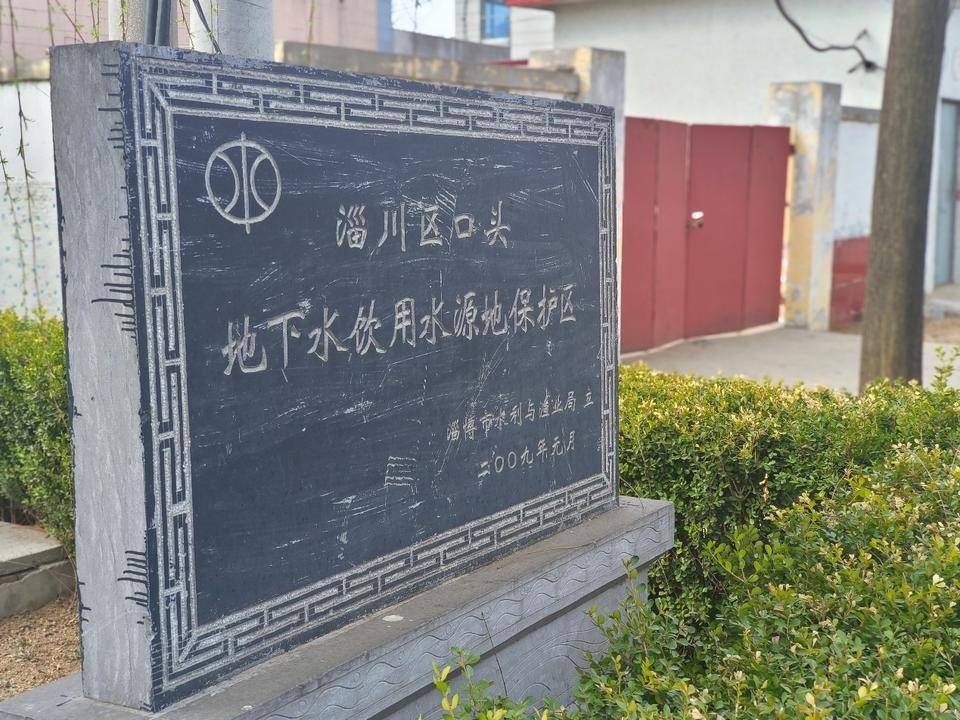 淄川区口头
地下水饮用水源地保护区
淄博市水利与渔业局 立
二〇〇九年元月